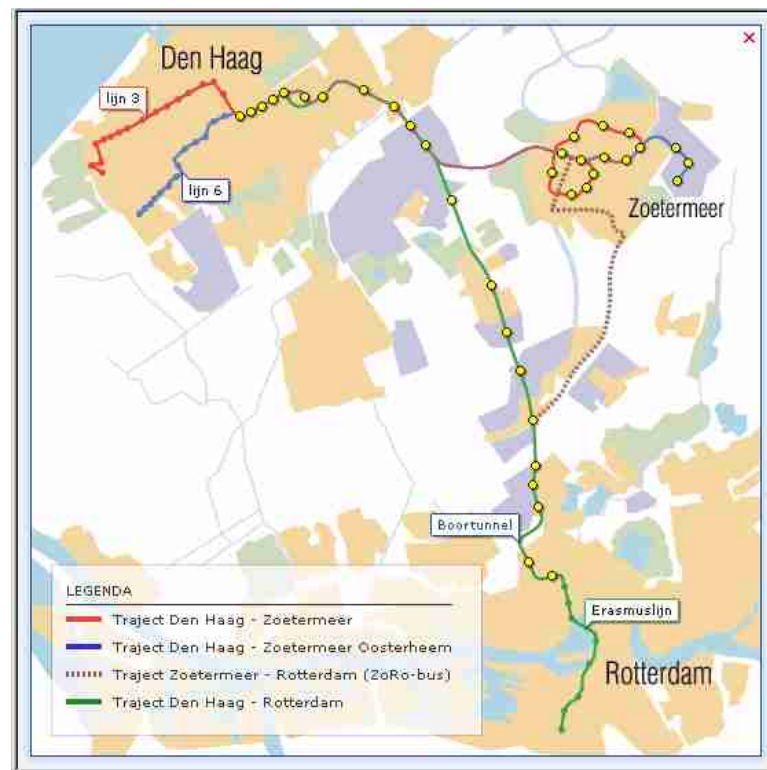 Den Haag
lijn 3
lijn 6
Zoetermeer
Boortunnel
Erasmuslijn
Rotterdam
LEGENDA
Traject Den Haag - Zoetermeer
Traject Den Haag - Zoetermeer Oosterheem
Traject Zoetermeer - Rotterdam (ZoRo-bus)
Traject Den Haag - Rotterdam